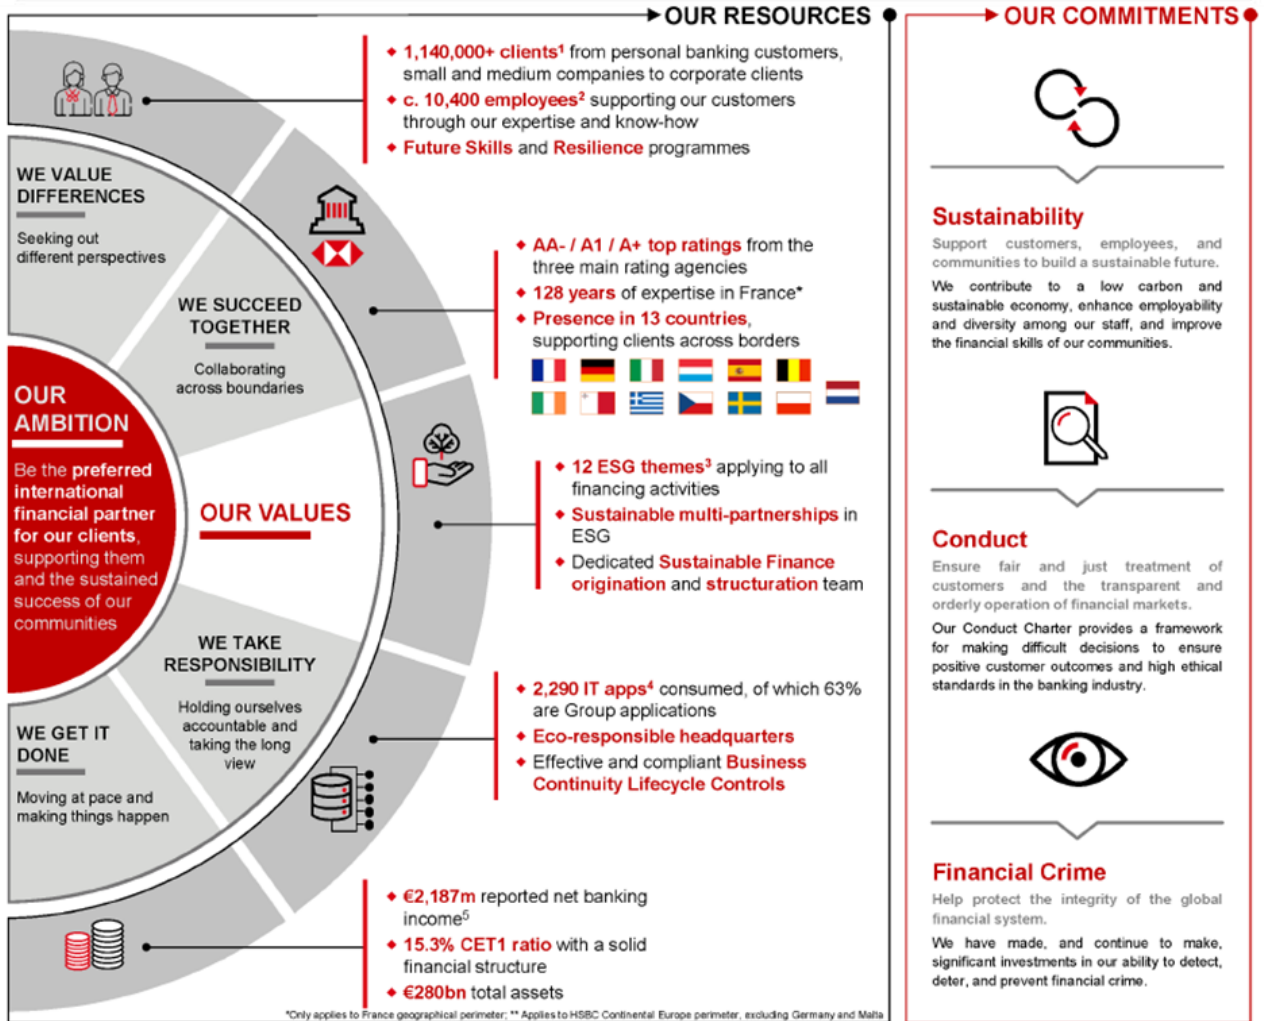 OUR RESOURCES
1,140,000+ clients¹ from personal banking customers,
small and medium companies to corporate clients
c. 10,400 employees² supporting our customers
through our expertise and know-how
Future Skills and Resilience programmes
WE VALUE
DIFFERENCES
Seeking out
different perspectives
WE SUCCEED
TOGETHER
Collaborating
across boundaries
AA- / A1 / A+ top ratings from the
three main rating agencies
128 years of expertise in France*
Presence in 13 countries,
supporting clients across borders
OUR
AMBITION
Be the preferred
international
financial partner
for our clients,
supporting them
and the sustained
success of our
communities
OUR VALUES
12 ESG themes³ applying to all
financing activities
Sustainable multi-partnerships in
ESG
Dedicated Sustainable Finance
origination and structuration team
WE TAKE
RESPONSIBILITY
Holding ourselves
accountable and
taking the long
view
WE GET IT
DONE
Moving at pace and
making things happen
2,290 IT apps⁴ consumed, of which 63%
are Group applications
Eco-responsible headquarters
Effective and compliant Business
Continuity Lifecycle Controls
€2,187m reported net banking
income⁵
15.3% CET1 ratio with a solid
financial structure
€280bn total assets
*Only applies to France geographical perimeter; ** Applies to HSBC Continental Europe perimeter, excluding Germany and Malta
OUR COMMITMENTS
Sustainability
Support customers, employees, and
communities to build a sustainable future.
We contribute to a low carbon and
sustainable economy, enhance employability
and diversity among our staff, and improve
the financial skills of our communities.
Conduct
Ensure fair and just treatment of
customers and the transparent and
orderly operation of financial markets.
Our Conduct Charter provides a framework
for making difficult decisions to ensure
positive customer outcomes and high ethical
standards in the banking industry.
Financial Crime
Help protect the integrity of the global
financial system.
We have made, and continue to make,
significant investments in our ability to detect,
deter, and prevent financial crime.